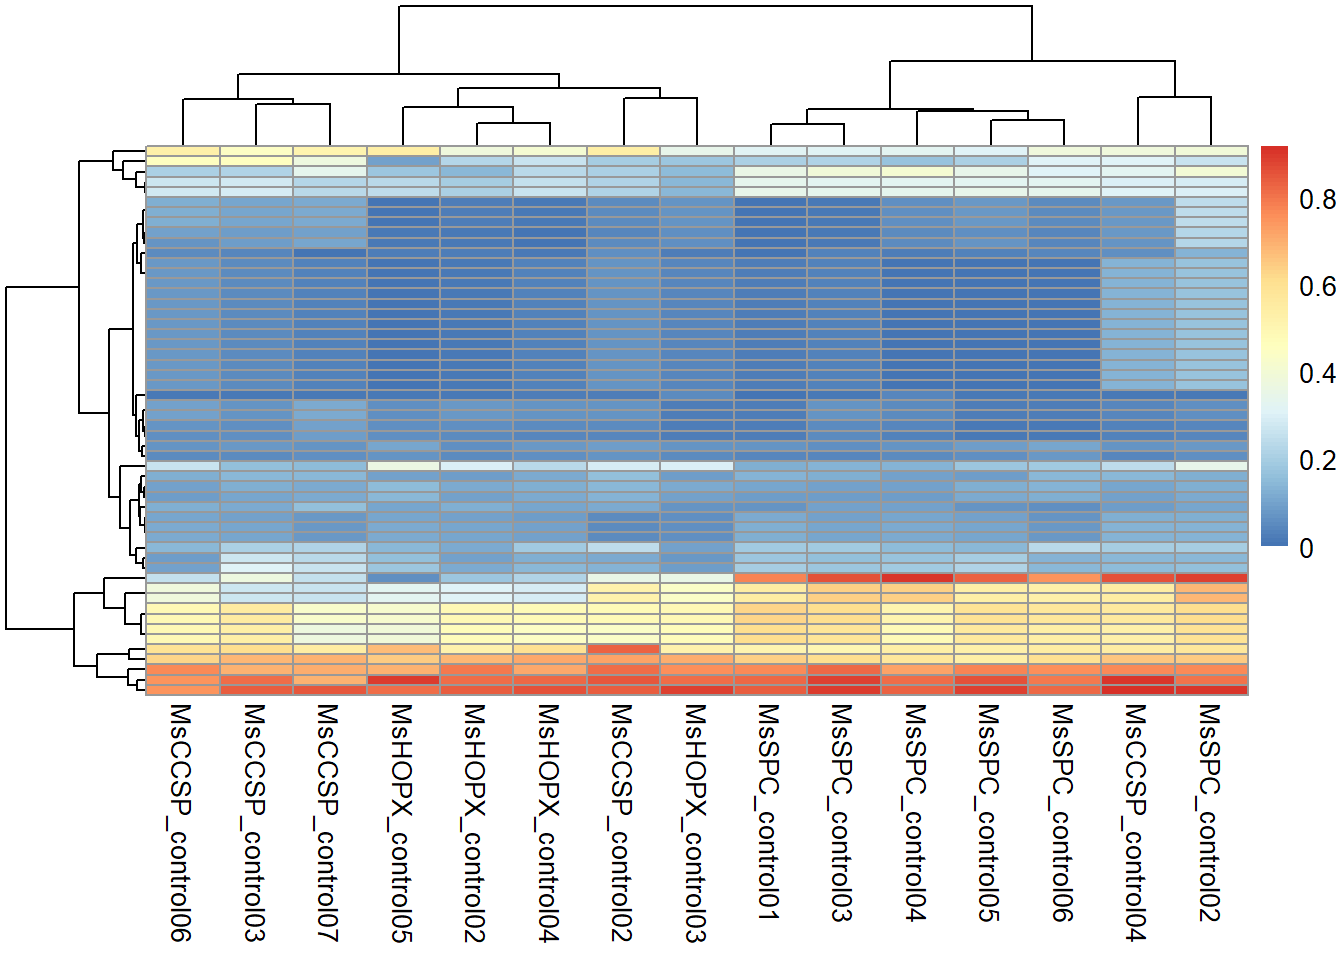 0.8
0.6
0.4
0.2
0
MsCCSP_control06
MsCCSP_control03
MsCCSP_control07
MsHOPX_control05
MsHOPX_control02
MsHOPX_control04
MsCCSP_control02
MsHOPX_control03
MsSPC_control01
MsSPC_control03
MsSPC_control04
MsSPC_control05
MsSPC_control06
MsCCSP_control04
MsSPC_control02